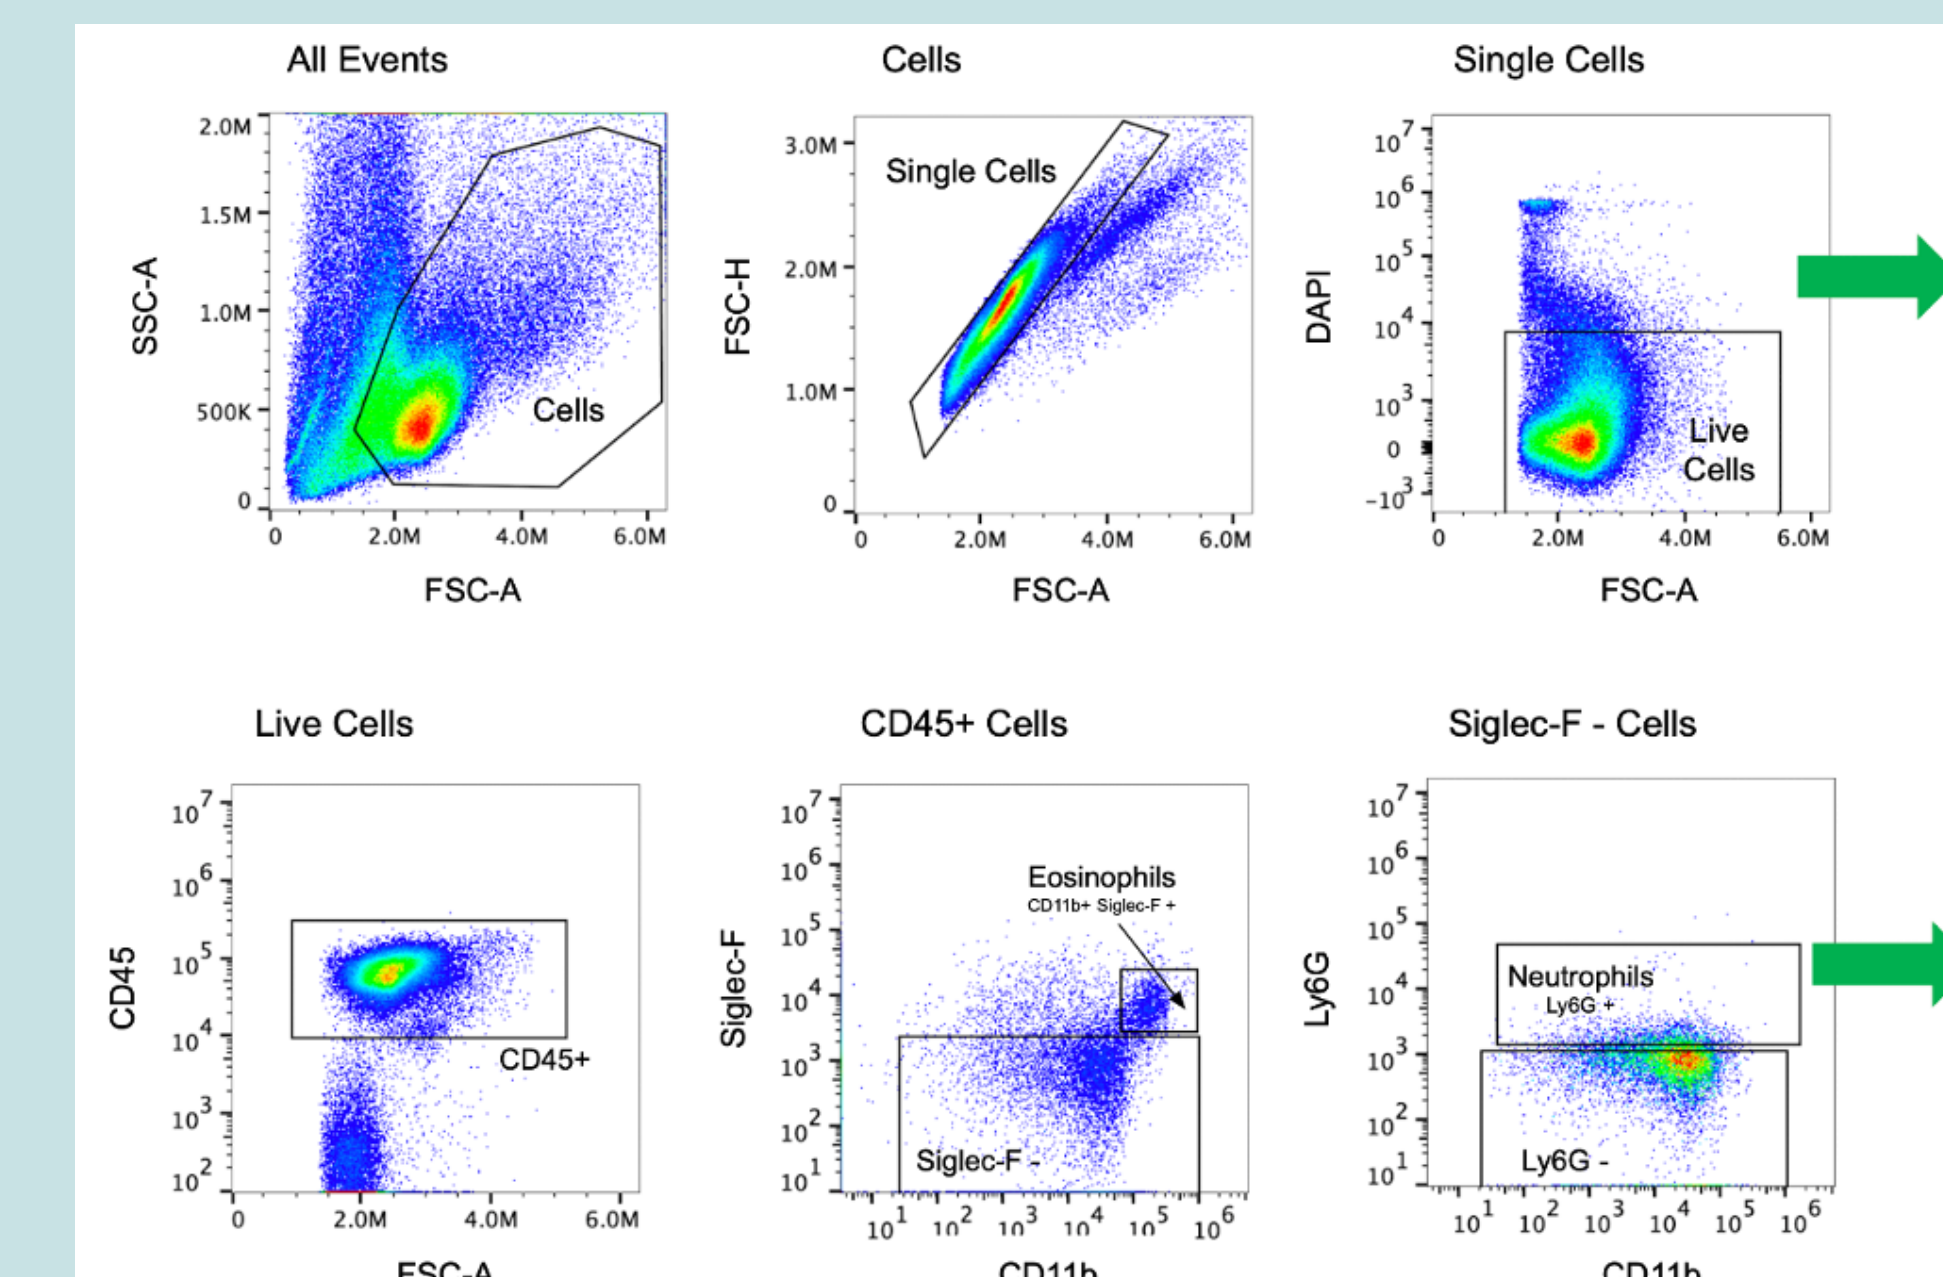 All Events
Cells
Single Cells
SSC-A
2.0M
1.5M
1.0M
500K
0
Cells
0 2.0M 4.0M 6.0M
FSC-A
FSC-H
3.0M
2.0M
1.0M
0
Single Cells
0 2.0M 4.0M 6.0M
FSC-A
DAPI
10^7
10^6
10^5
10^4
10^3
0
-10^3
Live
Cells
0 2.0M 4.0M 6.0M
FSC-A
Live Cells
CD45+ Cells
Siglec-F - Cells
CD45
10^7
10^6
10^5
10^4
10^3
10^2
CD45+
0 2.0M 4.0M 6.0M
FSC-A
Siglec-F
10^7
10^6
10^5
10^4
10^3
10^2
10^1
Eosinophils
CD11b+ Siglec-F +
Siglec-F -
10^1 10^2 10^3 10^4 10^5 10^6
CD11b
Ly6G
10^7
10^6
10^5
10^4
10^3
10^2
10^1
Neutrophils
Ly6G +
Ly6G -
10^1 10^2 10^3 10^4 10^5 10^6
CD11b